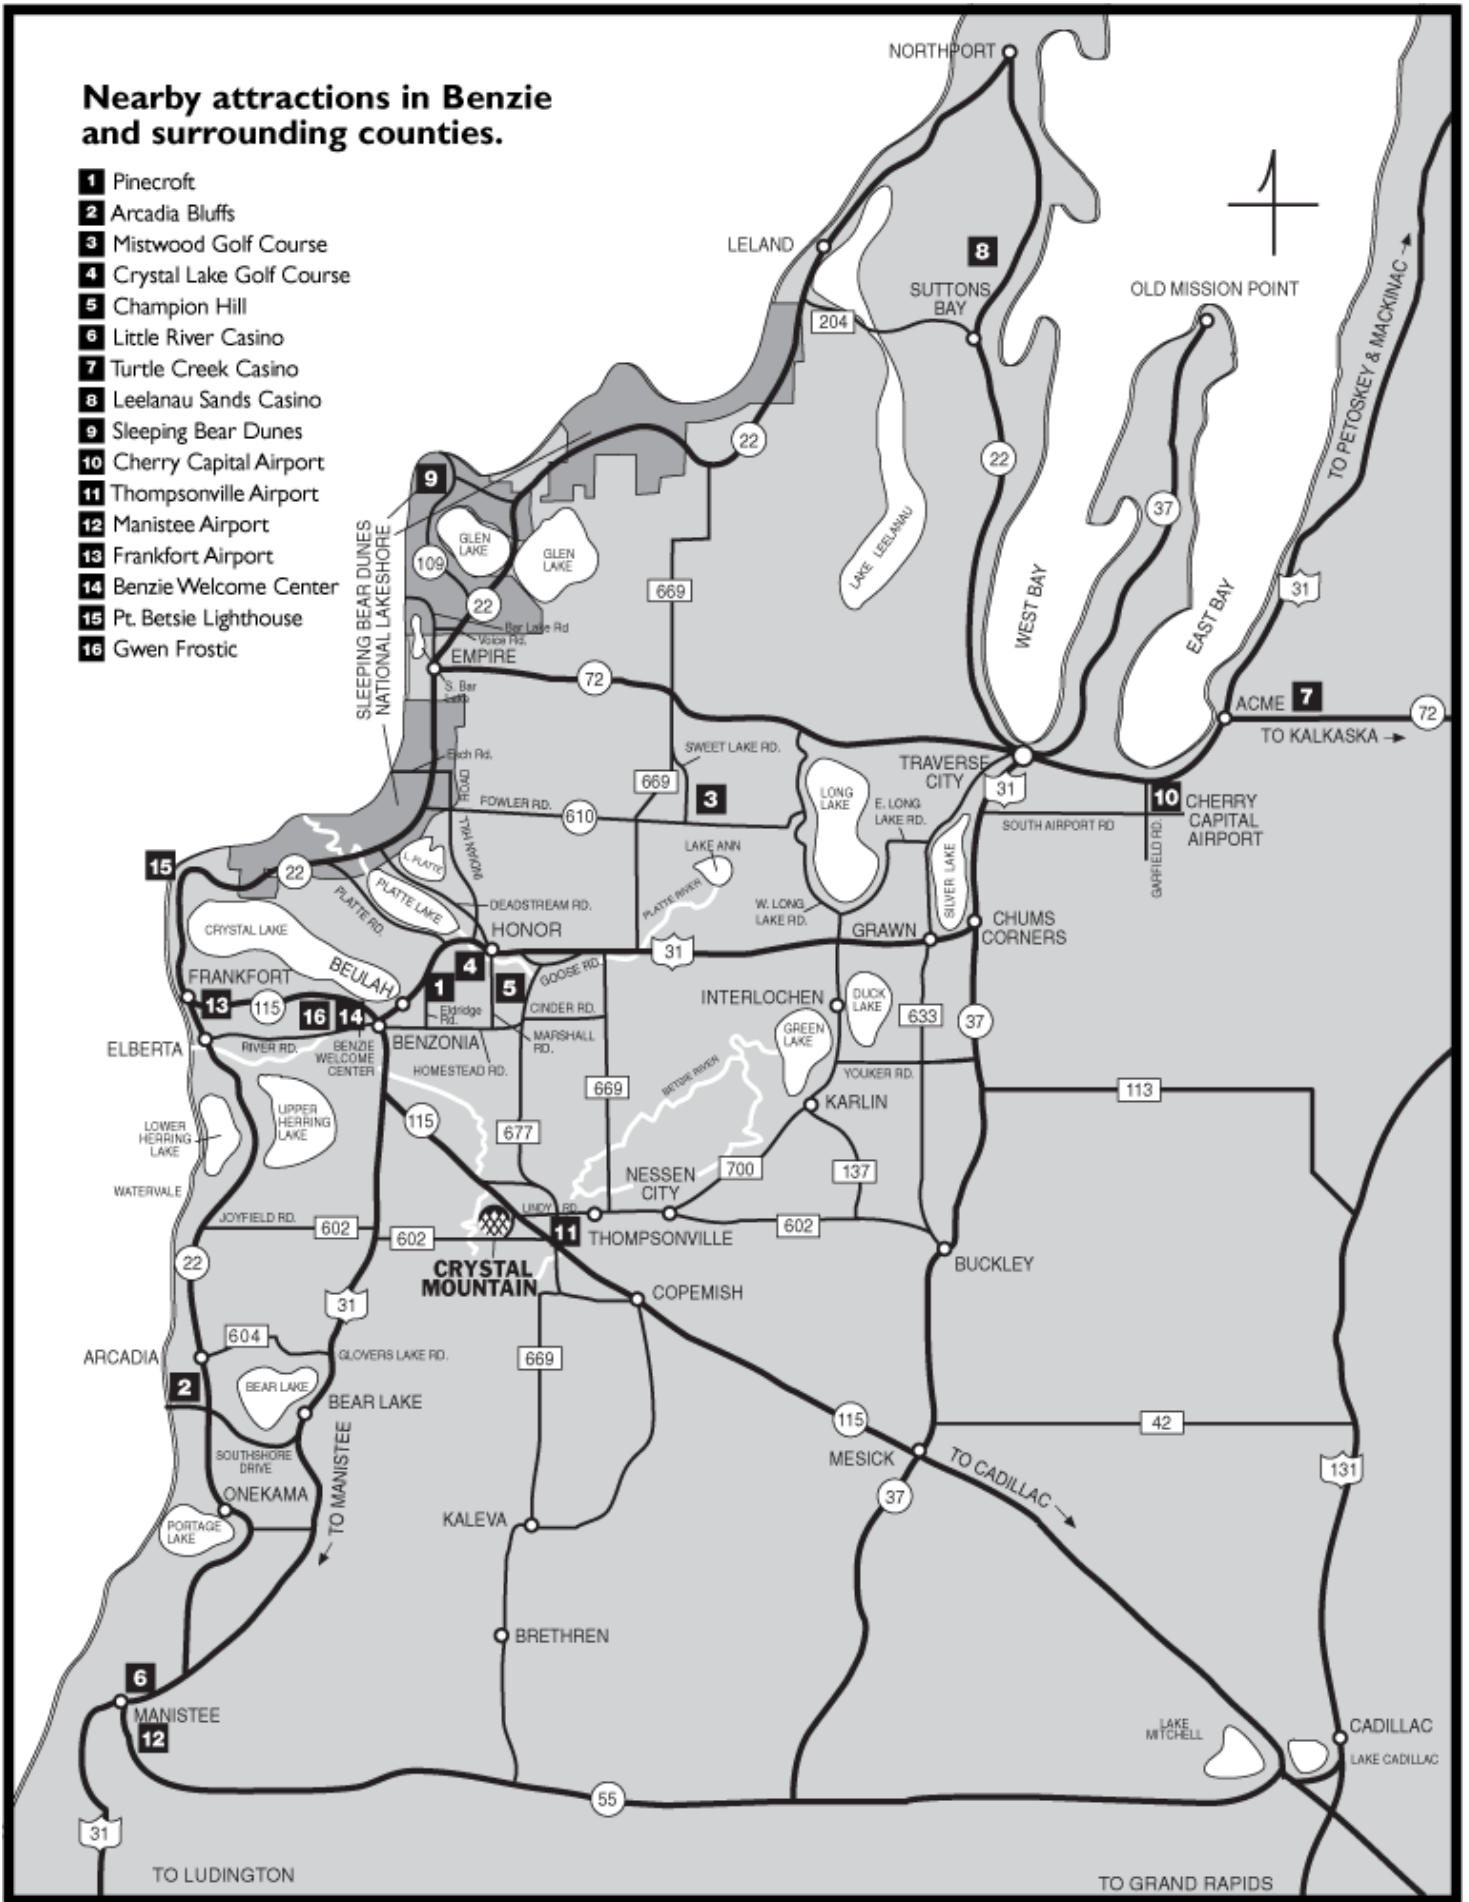 Nearby attractions in Benzie
and surrounding counties.
1 Pinecroft
2 Arcadia Bluffs
3 Mistwood Golf Course
4 Crystal Lake Golf Course
5 Champion Hill
6 Little River Casino
7 Turtle Creek Casino
8 Leelanau Sands Casino
9 Sleeping Bear Dunes
10 Cherry Capital Airport
11 Thompsonville Airport
12 Manistee Airport
13 Frankfort Airport
14 Benzie Welcome Center
15 Pt. Betsie Lighthouse
16 Gwen Frostic
NORTHPORT
LELAND
8
SUTTONS
BAY
204
OLD MISSION POINT
TO PETOSKEY & MACKINAC
22
22
37
9
SLEEPING BEAR DUNES
NATIONAL LAKESHORE
GLEN
LAKE
GLEN
LAKE
109
22
LAKE LEELANAU
669
WEST BAY
EAST BAY
31
Bar Lake Rd
Voice Rd.
EMPIRE
S. Bar
Lake
72
ACME
7
72
TO KALKASKA
SWEET LAKE RD.
TRAVERSE
CITY
31
Esch Rd.
ROAD
INDIAN HILL
669
3
LONG
LAKE
E. LONG
LAKE RD.
10
CHERRY
CAPITAL
AIRPORT
SOUTH AIRPORT RD
GARFIELD RD.
FOWLER RD.
610
L. PLATTE
LAKE ANN
SILVER LAKE
15
22
PLATTE LAKE
PLATTE RD.
PLATTE RIVER
DEADSTREAM RD.
W. LONG
LAKE RD.
CRYSTAL LAKE
HONOR
GRAWN
CHUMS
CORNERS
31
BEULAH
FRANKFORT
4
1
5
GOOSE RD.
13
115
16
14
Eldridge
Rd.
CINDER RD.
INTERLOCHEN
DUCK
LAKE
633
37
ELBERTA
RIVER RD.
BENZIE
WELCOME
CENTER
BENZONIA
MARSHALL
RD.
HOMESTEAD RD.
GREEN
LAKE
BETSIE RIVER
YOUKER RD.
669
113
UPPER
HERRING
LAKE
LOWER
HERRING
LAKE
115
677
KARLIN
WATERVALE
NESSEN
CITY
700
137
JOYFIELD RD.
602
602
LINDY RD.
11
THOMPSONVILLE
602
CRYSTAL
MOUNTAIN
BUCKLEY
22
31
COPEMISH
604
ARCADIA
GLOVERS LAKE RD.
669
2
BEAR LAKE
BEAR LAKE
115
42
SOUTHSHORE
DRIVE
TO MANISTEE
MESICK
TO CADILLAC
131
ONEKAMA
37
PORTAGE
LAKE
KALEVA
BRETHREN
6
MANISTEE
12
LAKE
MITCHELL
CADILLAC
LAKE CADILLAC
55
31
TO LUDINGTON
TO GRAND RAPIDS